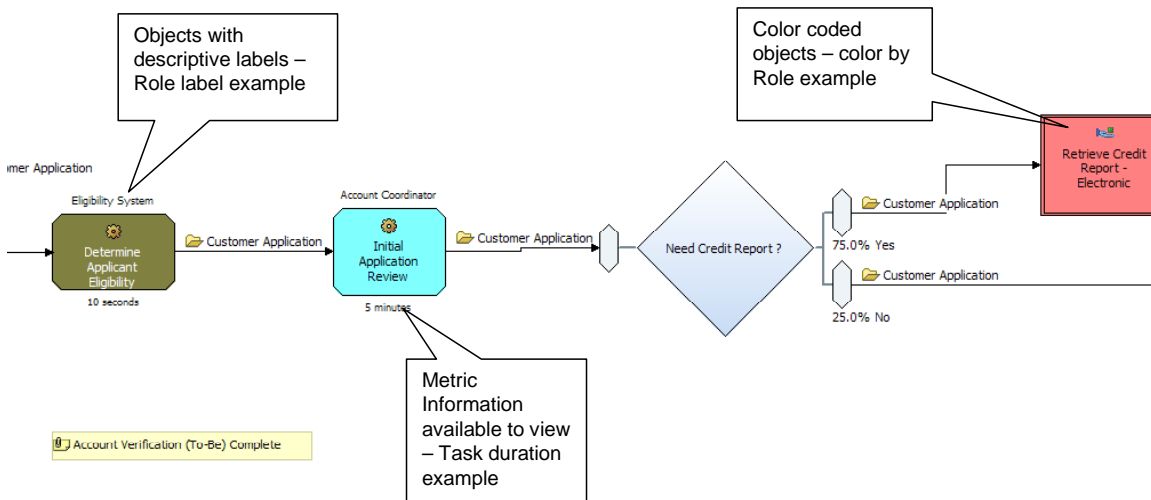 Objects with
descriptive labels –
Role label example
Color coded
objects – color by
Role example
omer Application
Eligibility System
Determine
Applicant
Eligibility
10 seconds
Customer Application
Account Coordinator
Initial
Application
Review
5 minutes
Customer Application
Need Credit Report ?
Customer Application
75.0% Yes
Customer Application
25.0% No
Retrieve Credit
Report -
Electronic
Metric
Information
available to view
– Task duration
example
Account Verification (To-Be) Complete